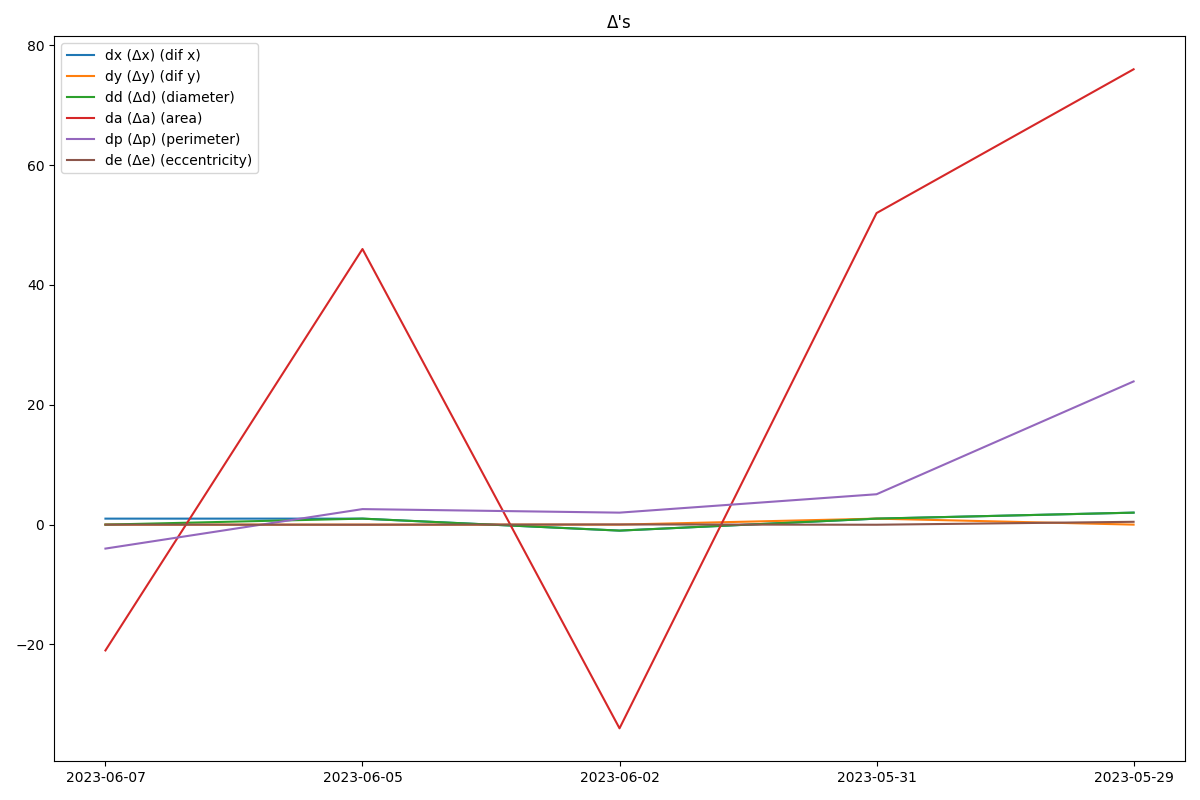 Δ's
dx (Δx) (dif x)
dy (Δy) (dif y)
dd (Δd) (diameter)
da (Δa) (area)
dp (Δp) (perimeter)
de (Δe) (eccentricity)
80
60
40
20
0
−20
2023-06-07
2023-06-05
2023-06-02
2023-05-31
2023-05-29